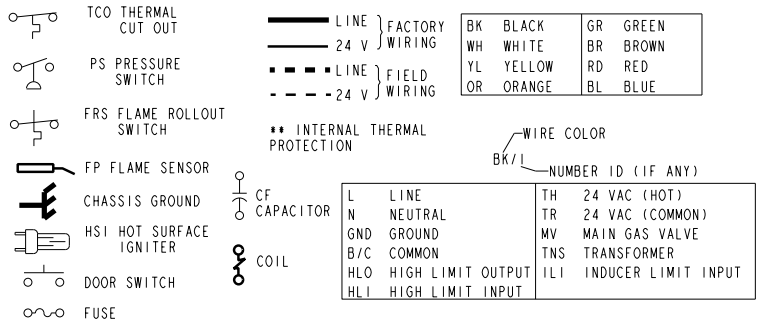 TCO THERMAL
CUT OUT
PS PRESSURE
SWITCH
FRS FLAME ROLLOUT
SWITCH
FP FLAME SENSOR
CHASSIS GROUND
HSI HOT SURFACE
IGNITER
DOOR SWITCH
FUSE
LINE
24 V
FACTORY
WIRING
LINE
24 V
FIELD
WIRING
** INTERNAL THERMAL
PROTECTION
CF
CAPACITOR
COIL
BK BLACK GR GREEN
WH WHITE BR BROWN
YL YELLOW RD RED
OR ORANGE BL BLUE
WIRE COLOR
BK/1
NUMBER ID (IF ANY)
L LINE TH 24 VAC (HOT)
N NEUTRAL TR 24 VAC (COMMON)
GND GROUND MV MAIN GAS VALVE
B/C COMMON TNS TRANSFORMER
HLO HIGH LIMIT OUTPUT ILI INDUCER LIMIT INPUT
HLI HIGH LIMIT INPUT